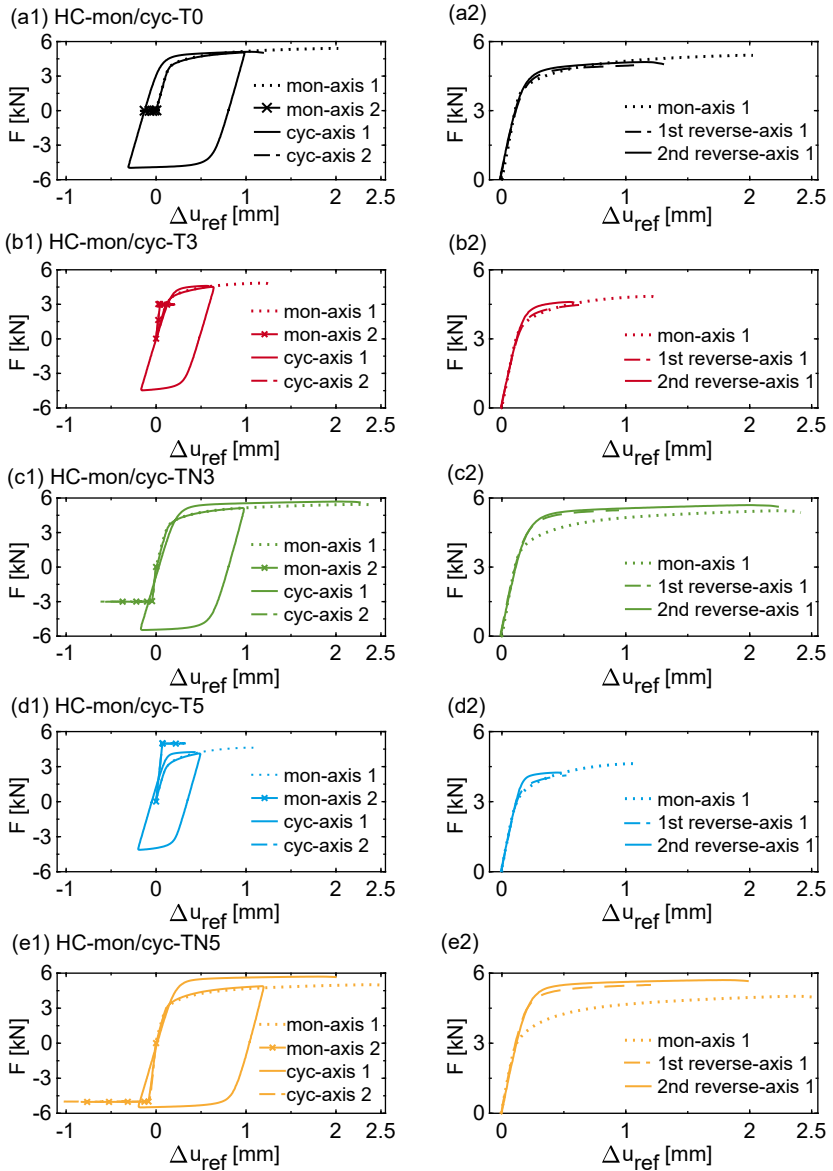 (a1) HC-mon/cyc-T0
(a2)
F [kN]
6
3
0
-3
-6
mon-axis 1
mon-axis 2
cyc-axis 1
cyc-axis 2
-1 0 1 2 2.5
Δu_ref [mm]
F [kN]
6
3
0
mon-axis 1
1st reverse-axis 1
2nd reverse-axis 1
0 1 2 2.5
Δu_ref [mm]
(b1) HC-mon/cyc-T3
(b2)
F [kN]
6
3
0
-3
-6
mon-axis 1
mon-axis 2
cyc-axis 1
cyc-axis 2
-1 0 1 2 2.5
Δu_ref [mm]
F [kN]
6
3
0
mon-axis 1
1st reverse-axis 1
2nd reverse-axis 1
0 1 2 2.5
Δu_ref [mm]
(c1) HC-mon/cyc-TN3
(c2)
F [kN]
6
3
0
-3
-6
mon-axis 1
mon-axis 2
cyc-axis 1
cyc-axis 2
-1 0 1 2 2.5
Δu_ref [mm]
F [kN]
6
3
0
mon-axis 1
1st reverse-axis 1
2nd reverse-axis 1
0 1 2 2.5
Δu_ref [mm]
(d1) HC-mon/cyc-T5
(d2)
F [kN]
6
3
0
-3
-6
mon-axis 1
mon-axis 2
cyc-axis 1
cyc-axis 2
-1 0 1 2 2.5
Δu_ref [mm]
F [kN]
6
3
0
mon-axis 1
1st reverse-axis 1
2nd reverse-axis 1
0 1 2 2.5
Δu_ref [mm]
(e1) HC-mon/cyc-TN5
(e2)
F [kN]
6
3
0
-3
-6
mon-axis 1
mon-axis 2
cyc-axis 1
cyc-axis 2
-1 0 1 2 2.5
Δu_ref [mm]
F [kN]
6
3
0
mon-axis 1
1st reverse-axis 1
2nd reverse-axis 1
0 1 2 2.5
Δu_ref [mm]